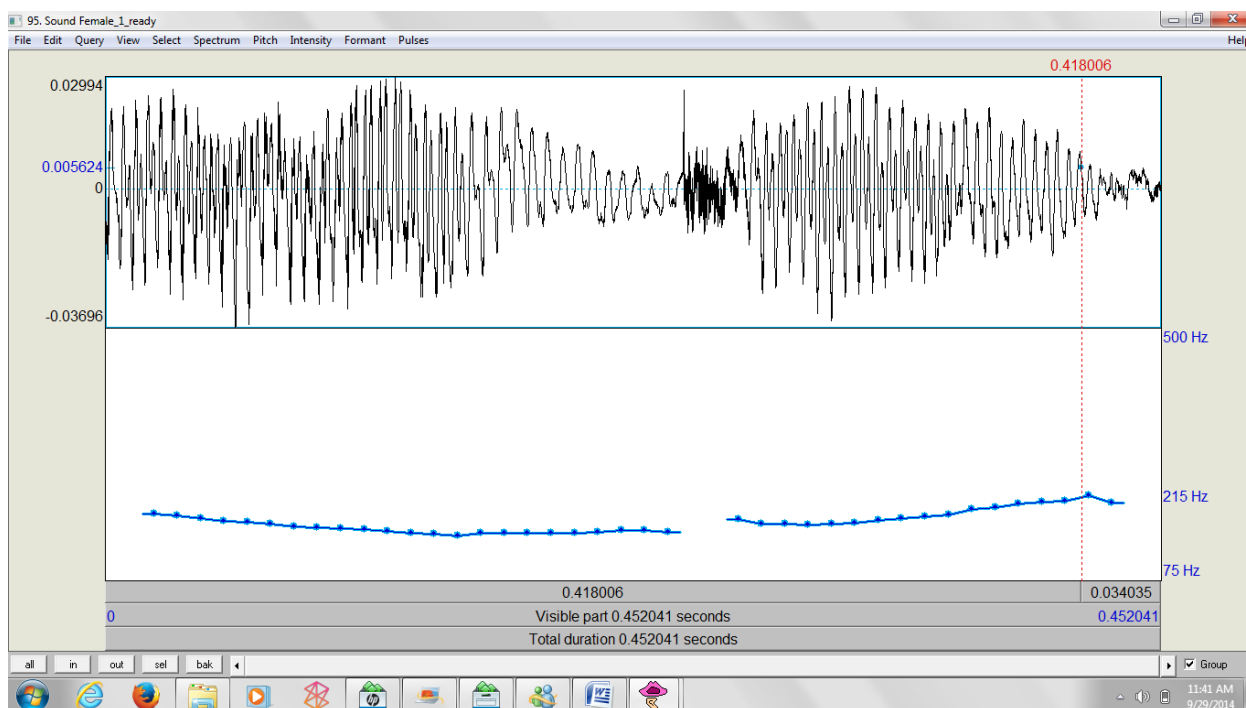 95. Sound Female_1_ready
File Edit Query View Select Spectrum Pitch Intensity Formant Pulses Help
0.418006
0.02994
0.005624
0
-0.03696
500 Hz
215 Hz
75 Hz
0.418006 0.034035
0 Visible part 0.452041 seconds 0.452041
Total duration 0.452041 seconds
all in out sel bak Group
hp W
11:41 AM
9/29/2014